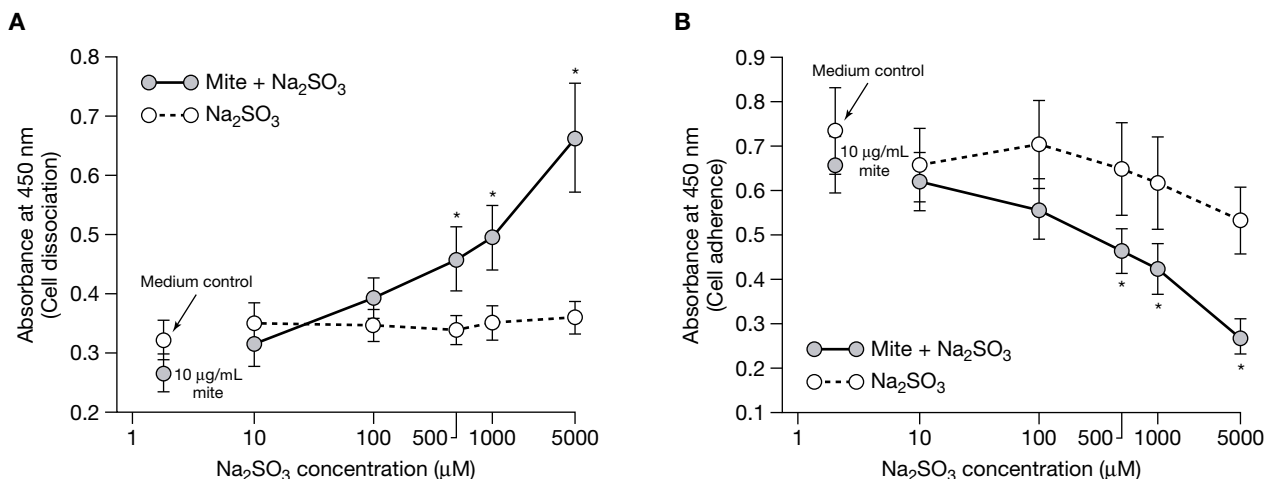 A
Absorbance at 450 nm
(Cell dissociation)
0.8
0.7
0.6
0.5
0.4
0.3
0.2
Mite + Na₂SO₃
Na₂SO₃
*
*
*
Medium control
10 μg/mL
mite
1
10
100
500
1000
5000
Na₂SO₃ concentration (μM)
B
Absorbance at 450 nm
(Cell adherence)
0.9
0.8
0.7
0.6
0.5
0.4
0.3
0.2
0.1
Medium control
10 μg/mL
mite
*
*
*
Mite + Na₂SO₃
Na₂SO₃
1
10
100
500
1000
5000
Na₂SO₃ concentration (μM)